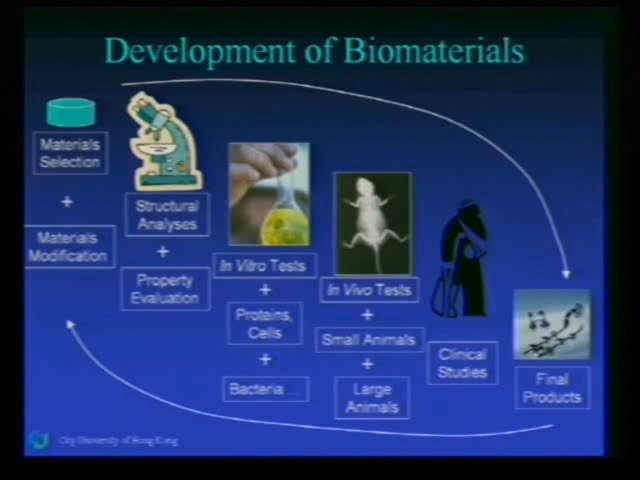 Development of Biomaterials
Materials
Selection
+
Materials
Modification
Structural
Analyses
+
Property
Evaluation
In Vitro Tests
+
Proteins,
Cells
+
Bacteria ...
In Vivo Tests
+
Small Animals
+
Large
Animals
Clinical
Studies
Final
Products
City University of Hong Kong